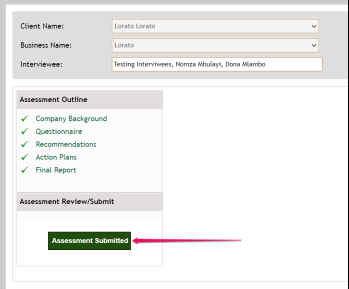 Client Name: Lorato Lorato
Business Name: Lorato
Interviewee: Testing Interviwees, Nomza Mbulayi, Dona Mlambo
Assessment Outline
Company Background
Questionnaire
Recommendations
Action Plans
Final Report
Assessment Review/Submit
Assessment Submitted